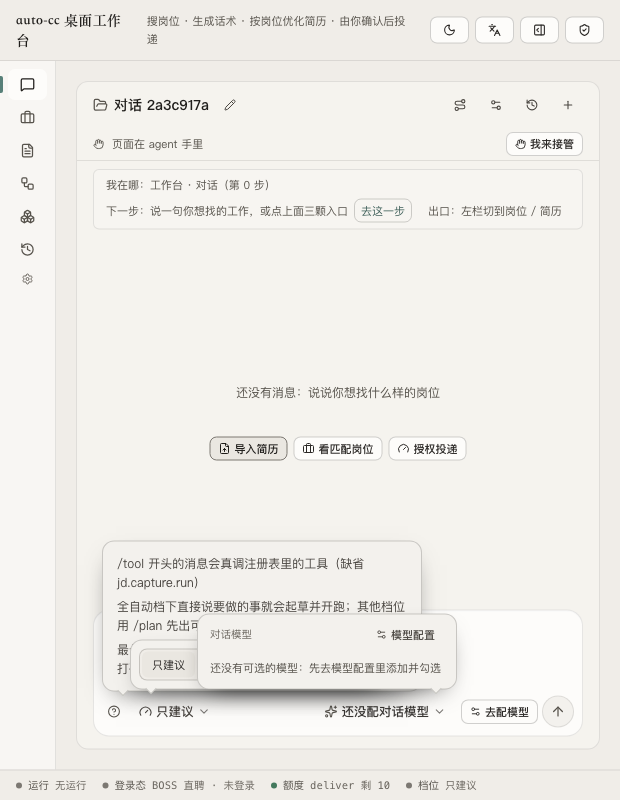 auto-cc 桌面工作
台
搜岗位 · 生成话术 · 按岗位优化简历 · 由你确认后投
递
对话 2a3c917a
页面在 agent 手里
我来接管
我在哪：工作台 · 对话（第 0 步）
下一步：说一句你想找的工作，或点上面三颗入口 去这一步 出口：左栏切到岗位 / 简历
还没有消息：说说你想找什么样的岗位
导入简历 看匹配岗位 授权投递
/tool 开头的消息会真调注册表里的工具（缺省
jd.capture.run)
全自动档下直接说要做的事就会起草并开跑；其他档位
用 /plan 先出
最
打
只建议
对话模型 模型配置
还没有可选的模型：先去模型配置里添加并勾选
只建议 还没配对话模型 去配模型
运行 无运行 登录态 BOSS 直聘 · 未登录 额度 deliver 剩 10 档位 只建议